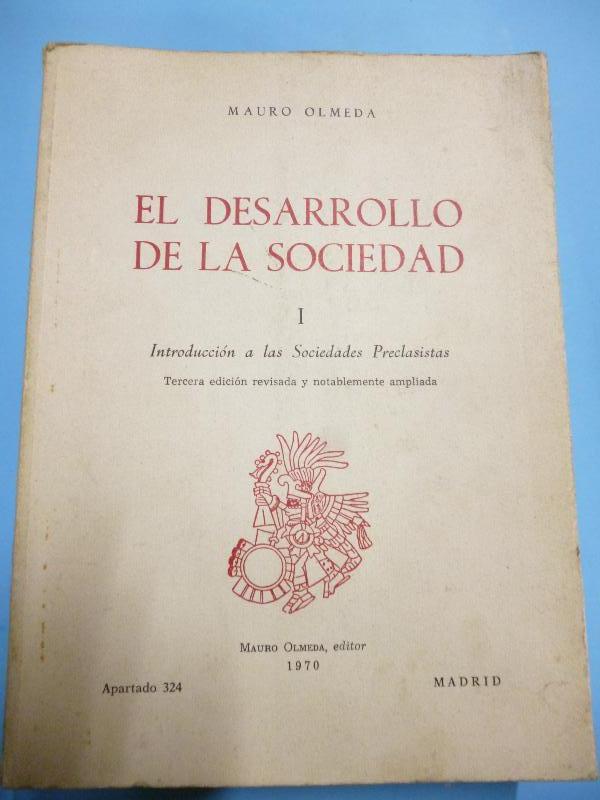 MAURO OLMEDA
EL DESARROLLO
DE LA SOCIEDAD
I
Introducción a las Sociedades Preclasistas
Tercera edición revisada y notablemente ampliada
MAURO OLMEDA, editor
1970
Apartado 324
MADRID